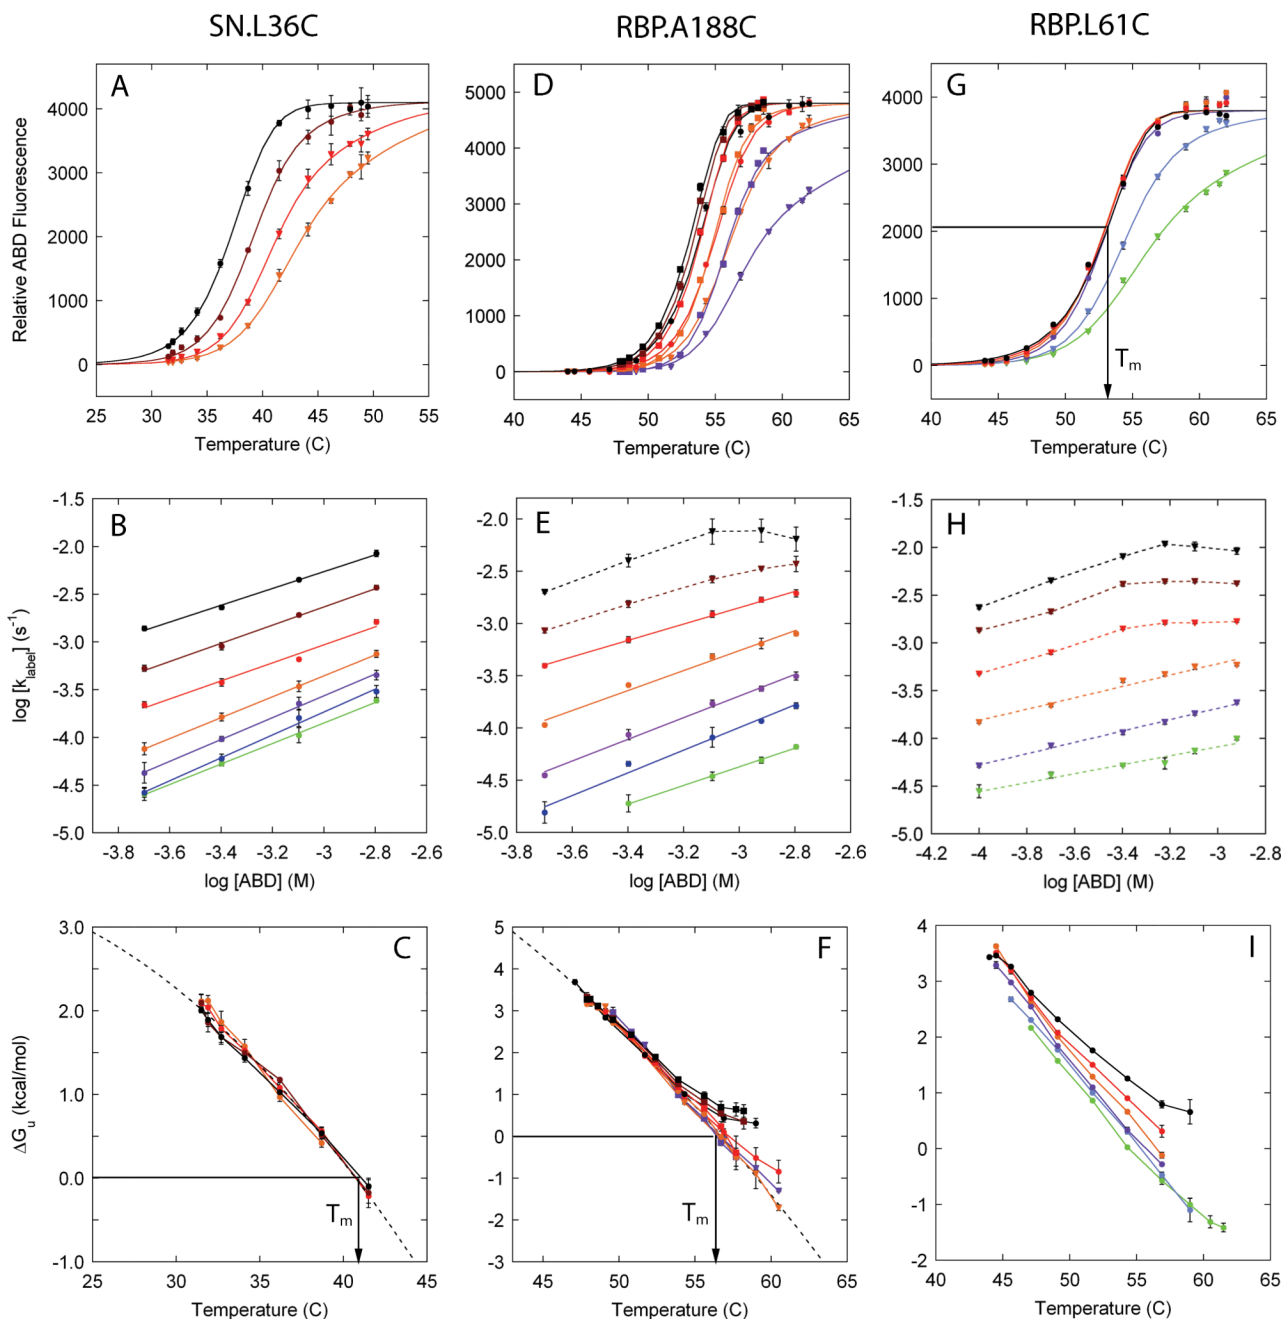 SN.L36C RBP.A188C RBP.L61C
A
Relative ABD Fluorescence
4000
3000
2000
1000
0
25 30 35 40 45 50 55
Temperature (C)
D
5000
4000
3000
2000
1000
0
40 45 50 55 60 65
Temperature (C)
G
4000
3000
2000
1000
0
Tm
40 45 50 55 60 65
Temperature (C)
B
log [klabel] (s-1)
-1.5
-2.0
-2.5
-3.0
-3.5
-4.0
-4.5
-5.0
-3.8 -3.6 -3.4 -3.2 -3 -2.8 -2.6
log [ABD] (M)
E
-2.0
-2.5
-3.0
-3.5
-4.0
-4.5
-5.0
-3.8 -3.6 -3.4 -3.2 -3 -2.8 -2.6
log [ABD] (M)
H
-1.5
-2.0
-2.5
-3.0
-3.5
-4.0
-4.5
-5.0
-4.2 -4 -3.8 -3.6 -3.4 -3.2 -3 -2.8
log [ABD] (M)
C
ΔGu (kcal/mol)
3.0
2.0
1.0
0.0
-1.0
Tm
25 30 35 40 45
Temperature (C)
F
5
4
3
2
1
0
-1
-2
-3
Tm
45 50 55 60 65
Temperature (C)
I
4
3
2
1
0
-1
-2
40 45 50 55 60 65
Temperature (C)